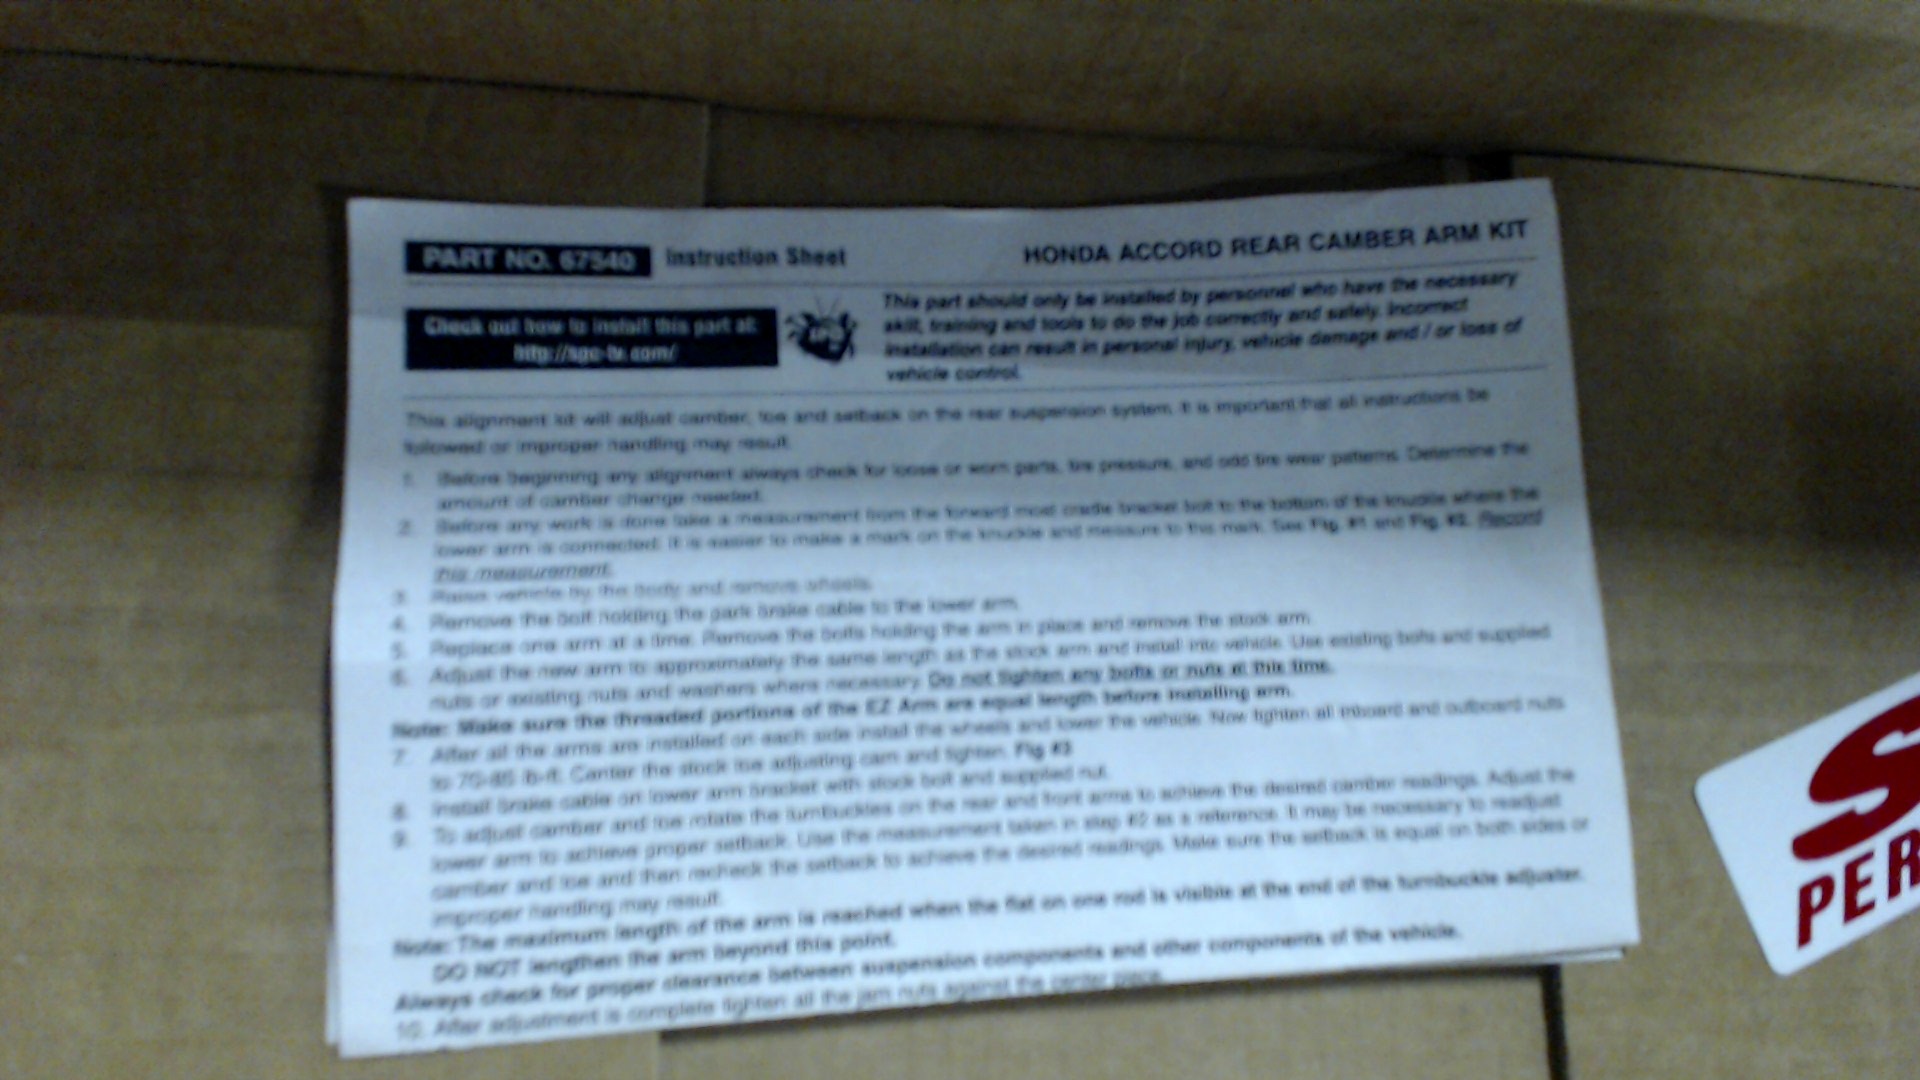 PART NO. 67540 Instruction Sheet HONDA ACCORD REAR CAMBER ARM KIT
Check out how to install this part at:
http://spc-tv.com/
This part should only be installed by personnel who have the necessary
skill, training and tools to do the job correctly and safely. Incorrect
installation can result in personal injury, vehicle damage and / or loss of
vehicle control.
This alignment kit will adjust camber, toe and setback on the rear suspension system. It is important that all instructions be
followed or improper handling may result.
1. Before beginning any alignment always check for loose or worn parts, tire pressure, and odd tire wear patterns. Determine the
amount of camber change needed.
2. Before any work is done take a measurement from the forward most cradle bracket bolt to the bottom of the knuckle where the
lower arm is connected. It is easier to make a mark on the knuckle and measure to this mark. See Fig. #1 and Fig. #2. Record
this measurement.
3. Raise vehicle by the body and remove wheels.
4. Remove the bolt holding the park brake cable to the lower arm.
5. Replace one arm at a time. Remove the bolts holding the arm in place and remove the stock arm.
6. Adjust the new arm to approximately the same length as the stock arm and install into vehicle. Use existing bolts and supplied
nuts or existing nuts and washers where necessary. Do not tighten any bolts or nuts at this time.
Note: Make sure the threaded portions of the EZ Arm are equal length before installing arm.
7. After all the arms are installed on each side install the wheels and lower the vehicle. Now tighten all inboard and outboard nuts
to 70-85 lb-ft. Center the stock toe adjusting cam and tighten. Fig #3
8. Install brake cable on lower arm bracket with stock bolt and supplied nut.
9. To adjust camber and toe rotate the turnbuckles on the rear and front arms to achieve the desired camber readings. Adjust the
lower arm to achieve proper setback. Use the measurement taken in step #2 as a reference. It may be necessary to readjust
camber and toe and then recheck the setback to achieve the desired readings. Make sure the setback is equal on both sides or
improper handling may result.
Note: The maximum length of the arm is reached when the flat on one rod is visible at the end of the turnbuckle adjuster.
DO NOT lengthen the arm beyond this point.
Always check for proper clearance between suspension components and other components of the vehicle.
10. After adjustment is complete tighten all the jam nuts against the center piece.
S
PER